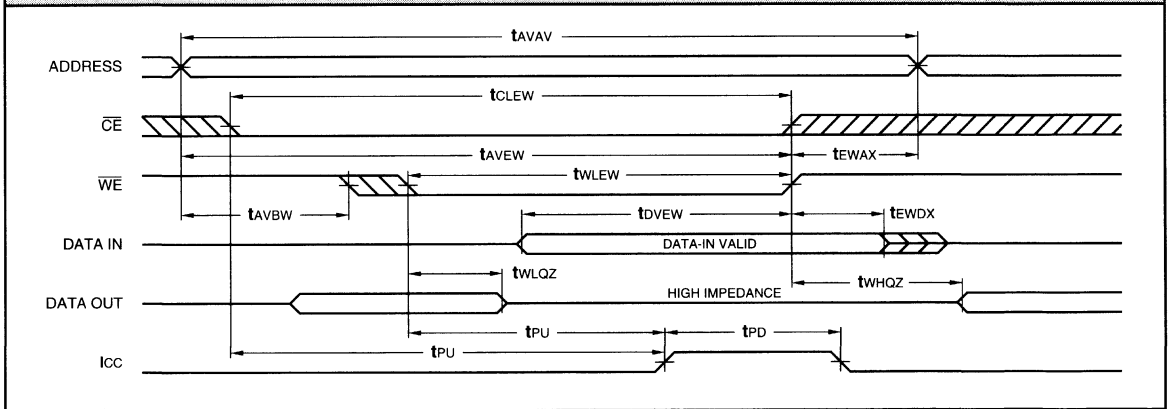 tAVAV
ADDRESS
tCLEW
CE
tAVEW
tEWAX
WE
tWLEW
tAVBW
tDVEW
tEWDX
DATA IN
DATA-IN VALID
tWLQZ
tWHQZ
DATA OUT
HIGH IMPEDANCE
tPU
tPD
tPU
ICC